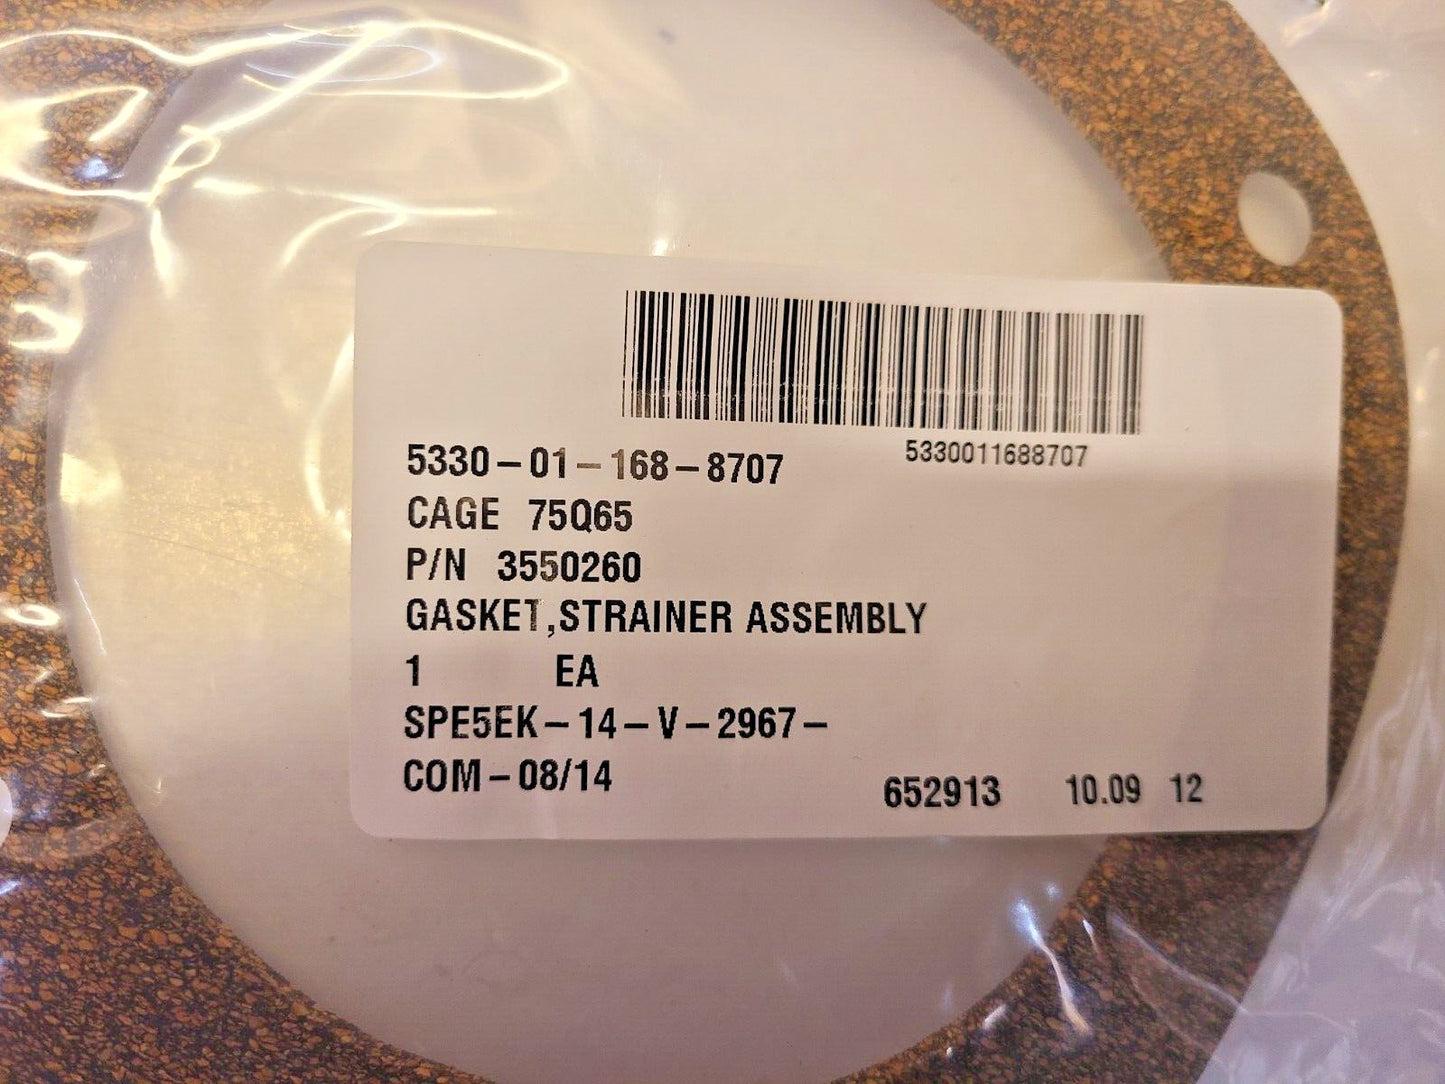 5330011688707
5330-01-168-8707
CAGE 75Q65
P/N 3550260
GASKET,STRAINER ASSEMBLY
1 EA
SPE5EK-14-V-2967-
COM-08/14 652913 10.09 12